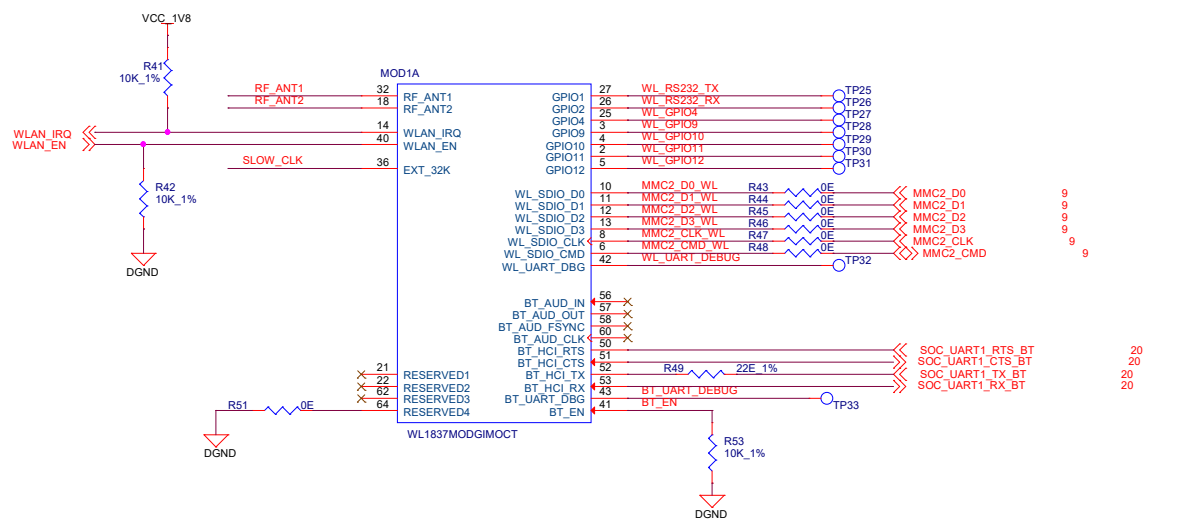 VCC_1V8
R41
10K_1%
MOD1A
RF_ANT1 32 RF_ANT1 GPIO1 27 WL_RS232_TX TP25
RF_ANT2 18 RF_ANT2 GPIO2 26 WL_RS232_RX TP26
GPIO4 25 WL_GPIO4 TP27
WLAN_IRQ 14 WLAN_IRQ GPIO9 3 WL_GPIO9 TP28
WLAN_EN 40 WLAN_EN GPIO10 4 WL_GPIO10 TP29
GPIO11 2 WL_GPIO11 TP30
SLOW_CLK 36 EXT_32K GPIO12 5 WL_GPIO12 TP31
R42
10K_1%
DGND
WL_SDIO_D0 10 MMC2_D0_WL R43 0E MMC2_D0 9
WL_SDIO_D1 11 MMC2_D1_WL R44 MMC2_D1 9
WL_SDIO_D2 12 MMC2_D2_WL R45 0E MMC2_D2 9
WL_SDIO_D3 13 MMC2_D3_WL R46 0E MMC2_D3 9
WL_SDIO_CLK 8 MMC2_CLK_WL R47 0E MMC2_CLK 9
WL_SDIO_CMD 6 MMC2_CMD_WL R48 0E MMC2_CMD 9
WL_UART_DBG 42 WL_UART_DEBUG TP32
BT_AUD_IN 56
BT_AUD_OUT 57
BT_AUD_FSYNC 58
BT_AUD_CLK 60
BT_HCI_RTS 50 SOC_UART1_RTS_BT 20
BT_HCI_CTS 51 SOC_UART1_CTS_BT 20
21 RESERVED1 BT_HCI_TX 52 R49 22E_1% SOC_UART1_TX_BT 20
22 RESERVED2 BT_HCI_RX 53 SOC_UART1_RX_BT 20
62 RESERVED3 BT_UART_DBG 43 BT_UART_DEBUG TP33
R51 0E 64 RESERVED4 BT_EN 41 BT_EN
DGND
WL1837MODGIMOCT
R53
10K_1%
DGND